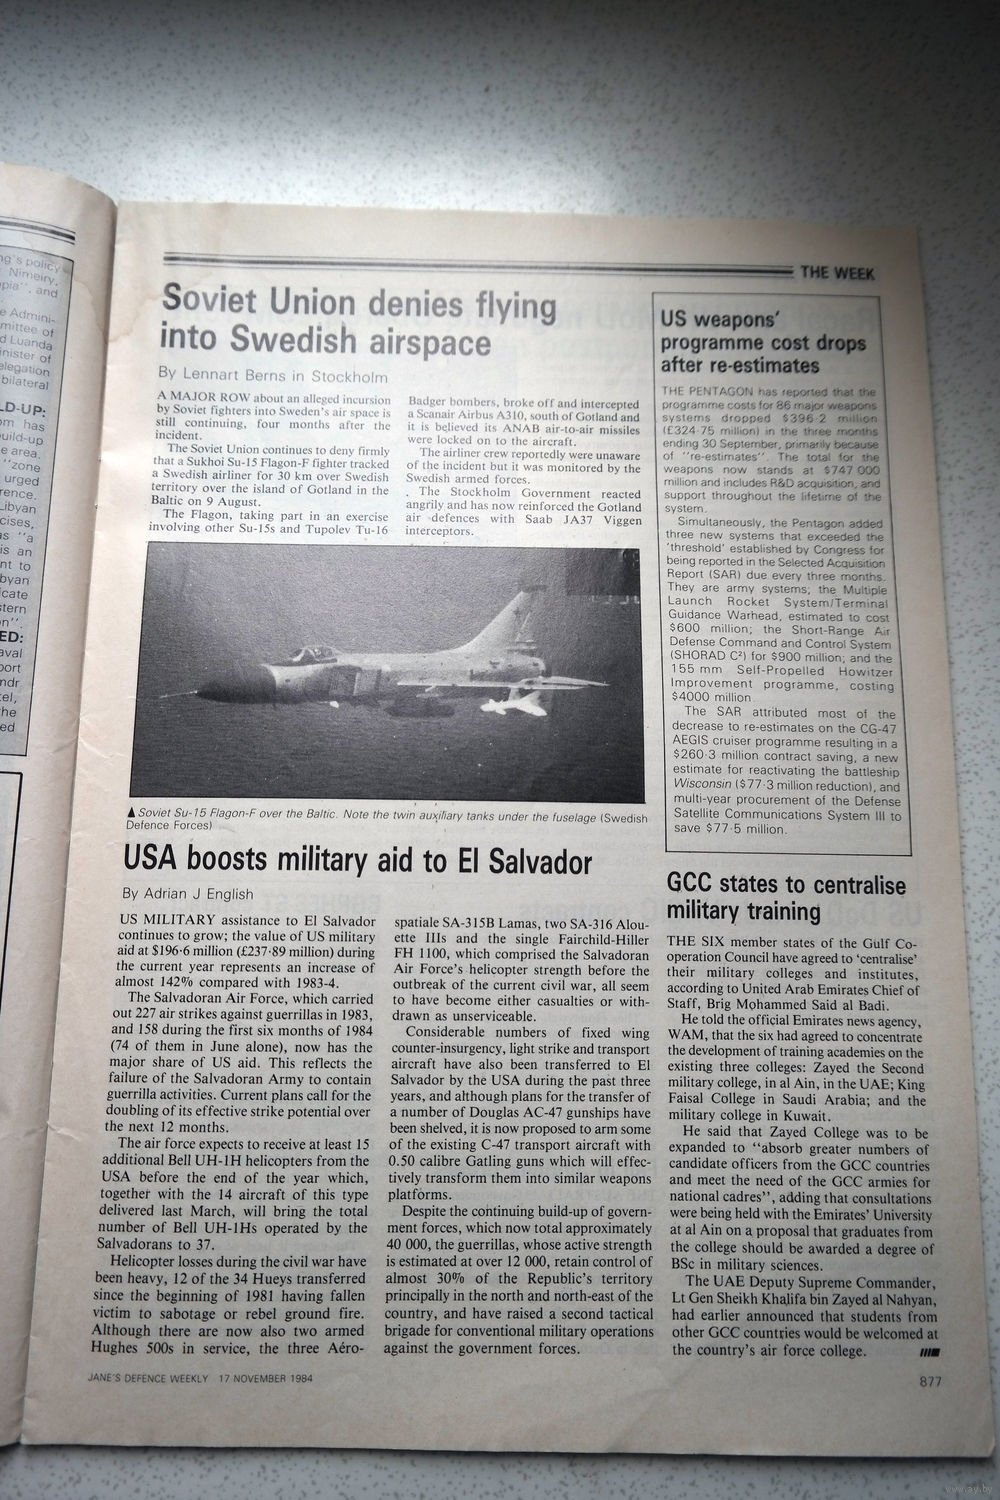 ng's policy
Nimeiry,
pia", and
e Admini-
mittee of
d Luanda
nister of
elegation
bilateral
LD-UP:
om has
uild-up
e area.
"zone
urged
rence.
Libyan
cises,
as "a
is an
nt to
byan
icate
stern
on".
ED:
aval
port
ndr
tel,
he
ed
THE WEEK
Soviet Union denies flying
into Swedish airspace
By Lennart Berns in Stockholm
A MAJOR ROW about an alleged incursion
by Soviet fighters into Sweden's air space is
still continuing, four months after the
incident.
The Soviet Union continues to deny firmly
that a Sukhoi Su-15 Flagon-F fighter tracked
a Swedish airliner for 30 km over Swedish
territory over the island of Gotland in the
Baltic on 9 August.
The Flagon, taking part in an exercise
involving other Su-15s and Tupolev Tu-16
Badger bombers, broke off and intercepted
a Scanair Airbus A310, south of Gotland and
it is believed its ANAB air-to-air missiles
were locked on to the aircraft.
The airliner crew reportedly were unaware
of the incident but it was monitored by the
Swedish armed forces.
The Stockholm Government reacted
angrily and has now reinforced the Gotland
air defences with Saab JA37 Viggen
interceptors.
▲ Soviet Su-15 Flagon-F over the Baltic. Note the twin auxiliary tanks under the fuselage (Swedish
Defence Forces)
USA boosts military aid to El Salvador
By Adrian J English
US MILITARY assistance to El Salvador
continues to grow; the value of US military
aid at $196·6 million (£237·89 million) during
the current year represents an increase of
almost 142% compared with 1983-4.
The Salvadoran Air Force, which carried
out 227 air strikes against guerrillas in 1983,
and 158 during the first six months of 1984
(74 of them in June alone), now has the
major share of US aid. This reflects the
failure of the Salvadoran Army to contain
guerrilla activities. Current plans call for the
doubling of its effective strike potential over
the next 12 months.
The air force expects to receive at least 15
additional Bell UH-1H helicopters from the
USA before the end of the year which,
together with the 14 aircraft of this type
delivered last March, will bring the total
number of Bell UH-1Hs operated by the
Salvadorans to 37.
Helicopter losses during the civil war have
been heavy, 12 of the 34 Hueys transferred
since the beginning of 1981 having fallen
victim to sabotage or rebel ground fire.
Although there are now also two armed
Hughes 500s in service, the three Aéro-
spatiale SA-315B Lamas, two SA-316 Alou-
ette IIIs and the single Fairchild-Hiller
FH 1100, which comprised the Salvadoran
Air Force's helicopter strength before the
outbreak of the current civil war, all seem
to have become either casualties or with-
drawn as unserviceable.
Considerable numbers of fixed wing
counter-insurgency, light strike and transport
aircraft have also been transferred to El
Salvador by the USA during the past three
years, and although plans for the transfer of
a number of Douglas AC-47 gunships have
been shelved, it is now proposed to arm some
of the existing C-47 transport aircraft with
0.50 calibre Gatling guns which will effec-
tively transform them into similar weapons
platforms.
Despite the continuing build-up of govern-
ment forces, which now total approximately
40 000, the guerrillas, whose active strength
is estimated at over 12 000, retain control of
almost 30% of the Republic's territory
principally in the north and north-east of the
country, and have raised a second tactical
brigade for conventional military operations
against the government forces.
US weapons'
programme cost drops
after re-estimates
THE PENTAGON has reported that the
programme costs for 86 major weapons
systems dropped $396·2 million
(£324·75 million) in the three months
ending 30 September, primarily because
of "re-estimates". The total for the
weapons now stands at $747 000
million and includes R&D acquisition, and
support throughout the lifetime of the
system.
Simultaneously, the Pentagon added
three new systems that exceeded the
'threshold' established by Congress for
being reported in the Selected Acquisition
Report (SAR) due every three months.
They are army systems; the Multiple
Launch Rocket System/Terminal
Guidance Warhead, estimated to cost
$600 million; the Short-Range Air
Defense Command and Control System
(SHORAD C²) for $900 million; and the
155 mm Self-Propelled Howitzer
Improvement programme, costing
$4000 million.
The SAR attributed most of the
decrease to re-estimates on the CG-47
AEGIS cruiser programme resulting in a
$260·3 million contract saving, a new
estimate for reactivating the battleship
Wisconsin ($77·3 million reduction), and
multi-year procurement of the Defense
Satellite Communications System III to
save $77·5 million.
GCC states to centralise
military training
THE SIX member states of the Gulf Co-
operation Council have agreed to 'centralise'
their military colleges and institutes,
according to United Arab Emirates Chief of
Staff, Brig Mohammed Said al Badi.
He told the official Emirates news agency,
WAM, that the six had agreed to concentrate
the development of training academies on the
existing three colleges: Zayed the Second
military college, in al Ain, in the UAE; King
Faisal College in Saudi Arabia; and the
military college in Kuwait.
He said that Zayed College was to be
expanded to "absorb greater numbers of
candidate officers from the GCC countries
and meet the need of the GCC armies for
national cadres", adding that consultations
were being held with the Emirates' University
at al Ain on a proposal that graduates from
the college should be awarded a degree of
BSc in military sciences.
The UAE Deputy Supreme Commander,
Lt Gen Sheikh Khalifa bin Zayed al Nahyan,
had earlier announced that students from
other GCC countries would be welcomed at
the country's air force college.
JANE'S DEFENCE WEEKLY 17 NOVEMBER 1984
877
www.ay.by